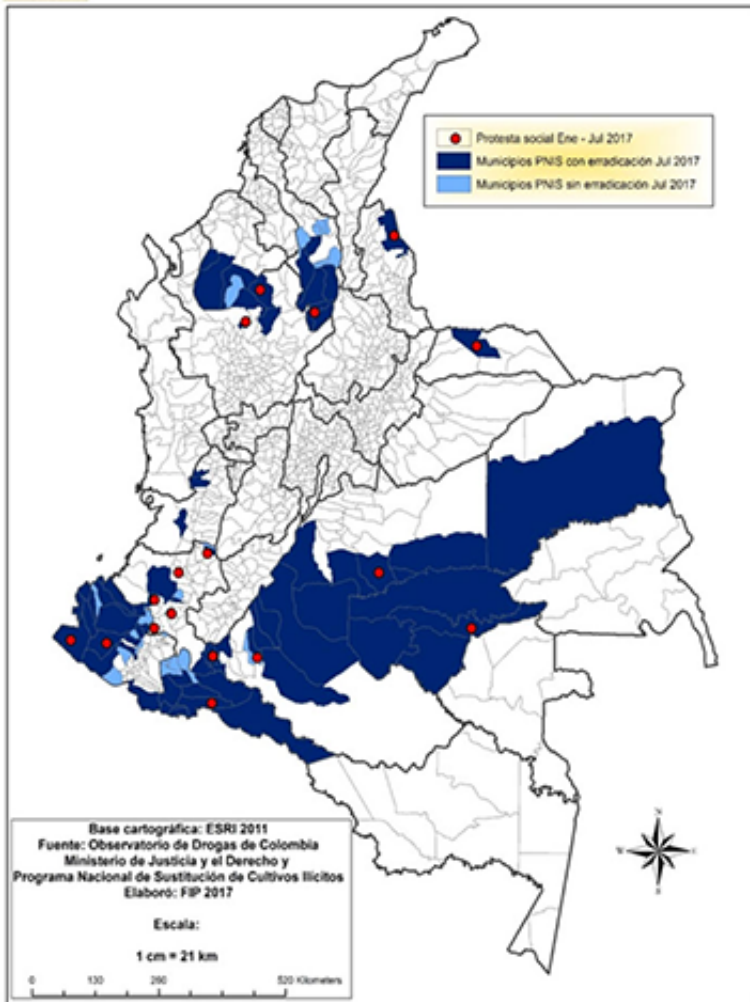 Protesta social Ene - Jul 2017
Municipios PNIS con erradicación Jul 2017
Municipios PNIS sin erradicación Jul 2017
N
W
E
S
Base cartográfica: ESRI 2011
Fuente: Observatorio de Drogas de Colombia
Ministerio de Justicia y el Derecho y
Programa Nacional de Sustitución de Cultivos Ilícitos
Elaboró: FIP 2017
Escala:
1 cm = 21 km
0 130 260 520 Kilometers